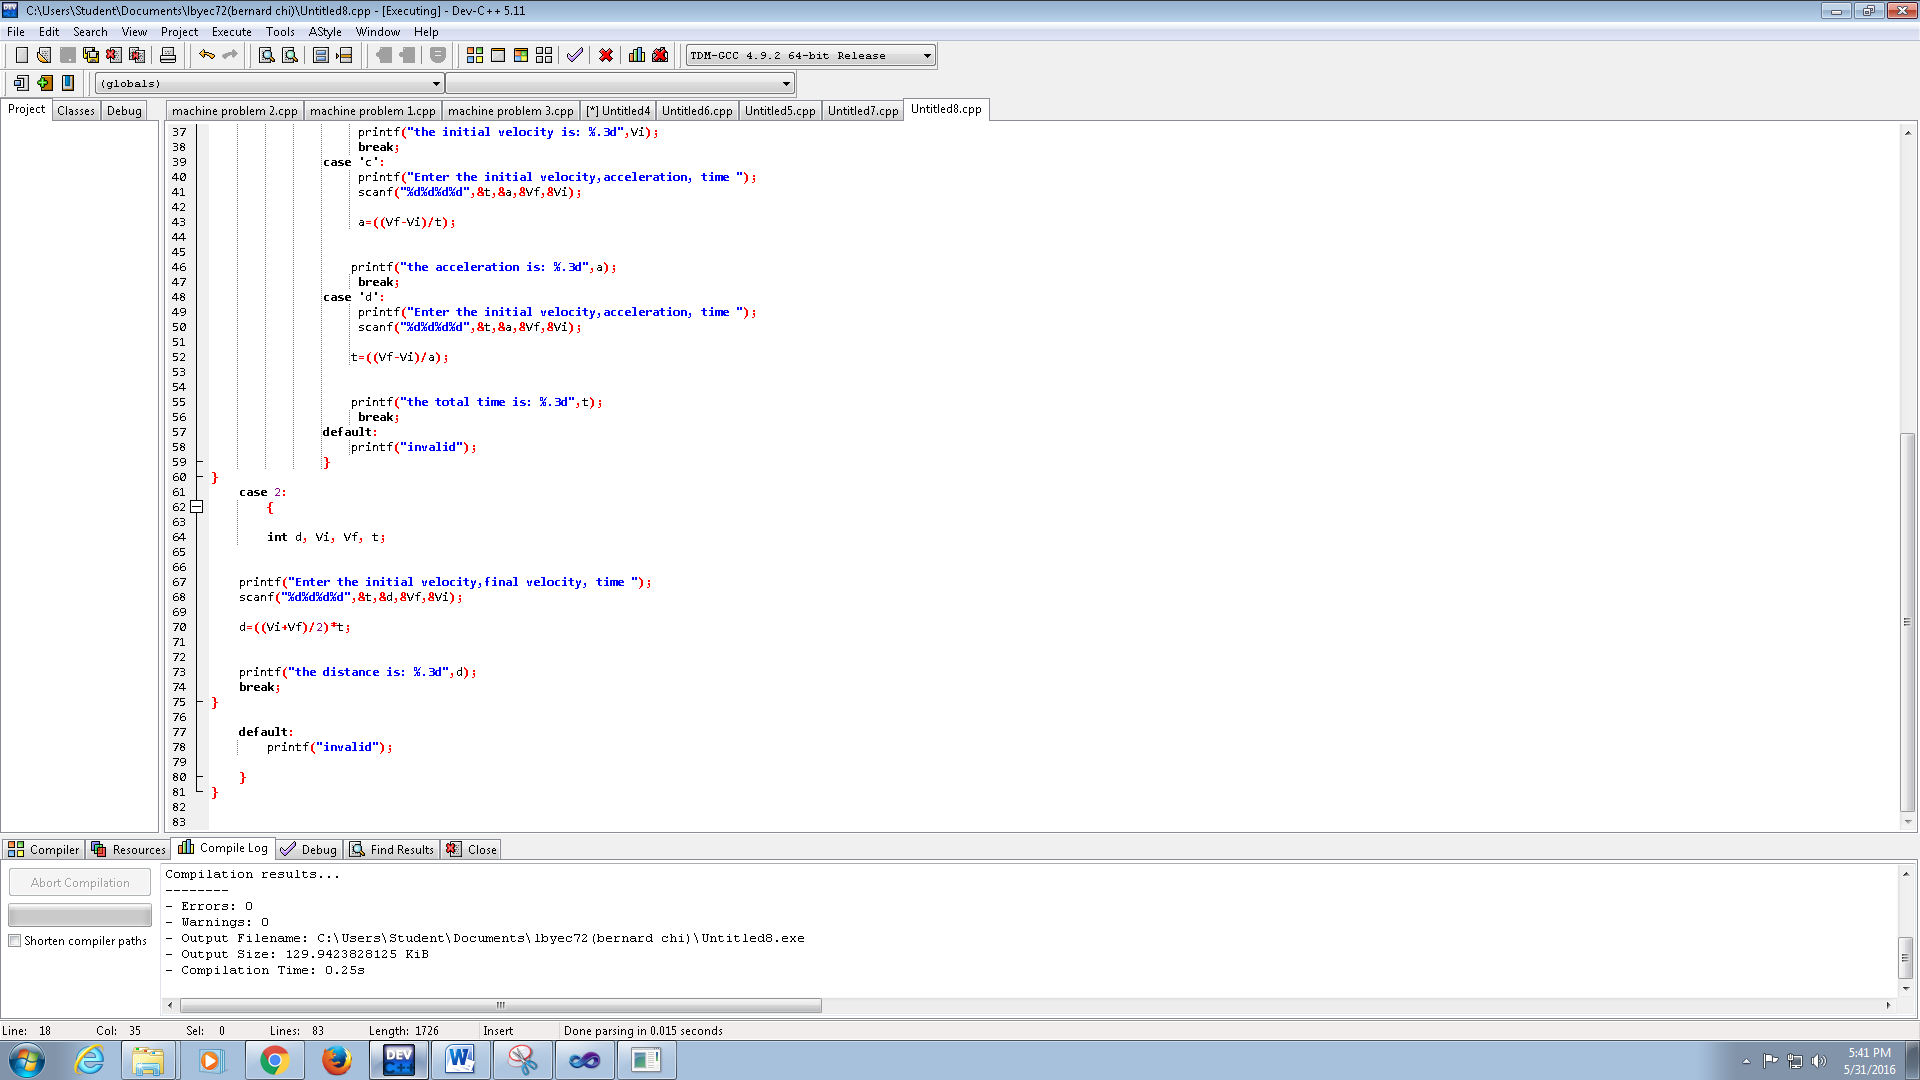 C:\Users\Student\Documents\lbyec72(bernard chi)\Untitled8.cpp - [Executing] - Dev-C++ 5.11
File Edit Search View Project Execute Tools AStyle Window Help
TDM-GCC 4.9.2 64-bit Release
(globals)
Project Classes Debug machine problem 2.cpp machine problem 1.cpp machine problem 3.cpp [*] Untitled4 Untitled6.cpp Untitled5.cpp Untitled7.cpp Untitled8.cpp
37 printf("the initial velocity is: %.3d",Vi);
38 break;
39 case 'c':
40 printf("Enter the initial velocity,acceleration, time ");
41 scanf("%d%d%d%d",&t,&a,&Vf,&Vi);
42
43 a=((Vf-Vi)/t);
44
45
46 printf("the acceleration is: %.3d",a);
47 break;
48 case 'd':
49 printf("Enter the initial velocity,acceleration, time ");
50 scanf("%d%d%d%d",&t,&a,&Vf,&Vi);
51
52 t=((Vf-Vi)/a);
53
54
55 printf("the total time is: %.3d",t);
56 break;
57 default:
58 printf("invalid");
59 }
60 }
61 case 2:
62 {
63
64 int d, Vi, Vf, t;
65
66
67 printf("Enter the initial velocity,final velocity, time ");
68 scanf("%d%d%d%d",&t,&d,&Vf,&Vi);
69
70 d=((Vi+Vf)/2)*t;
71
72
73 printf("the distance is: %.3d",d);
74 break;
75 }
76
77 default:
78 printf("invalid");
79
80 }
81 }
82
83
Compiler Resources Compile Log Debug Find Results Close
Abort Compilation
Shorten compiler paths
Compilation results...
--------
- Errors: 0
- Warnings: 0
- Output Filename: C:\Users\Student\Documents\lbyec72(bernard chi)\Untitled8.exe
- Output Size: 129.9423828125 KiB
- Compilation Time: 0.25s
Line: 18 Col: 35 Sel: 0 Lines: 83 Length: 1726 Insert Done parsing in 0.015 seconds
DEV C++
5:41 PM
5/31/2016